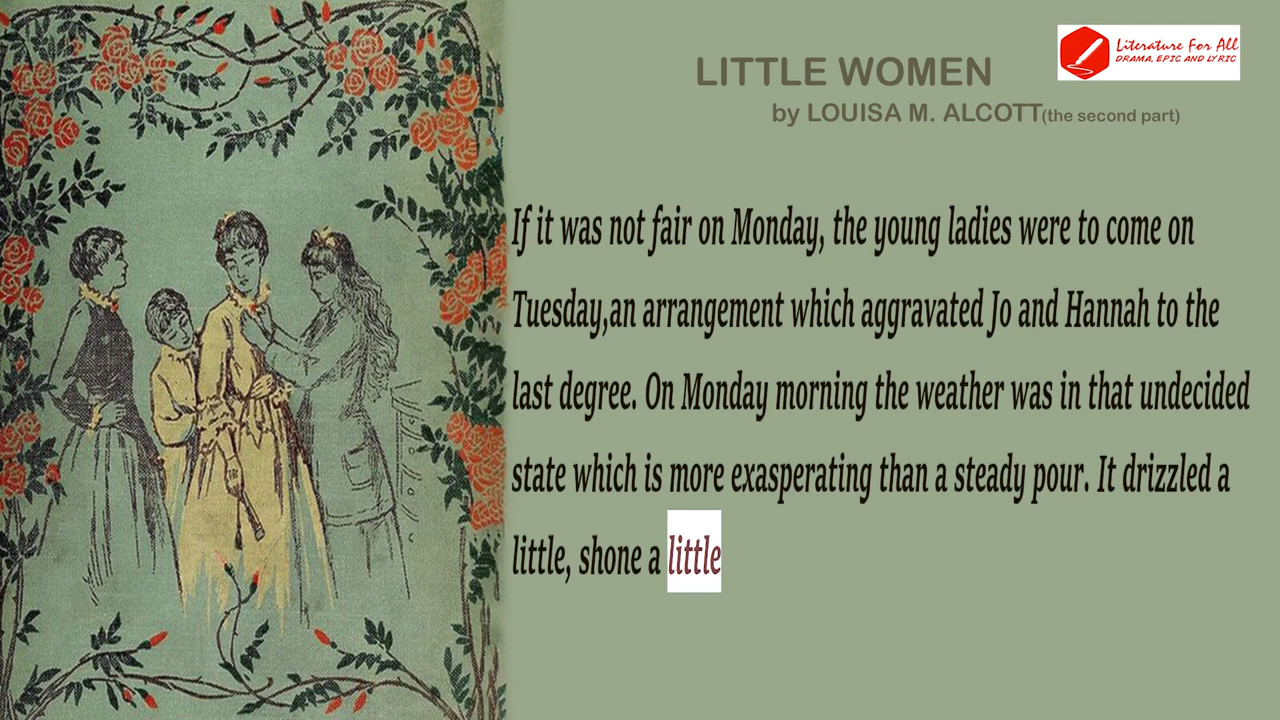 LITTLE WOMEN
Literature For All
DRAMA, EPIC AND LYRIC
by LOUISA M. ALCOTT(the second part)
If it was not fair on Monday, the young ladies were to come on
Tuesday,an arrangement which aggravated Jo and Hannah to the
last degree. On Monday morning the weather was in that undecided
state which is more exasperating than a steady pour. It drizzled a
little, shone a little